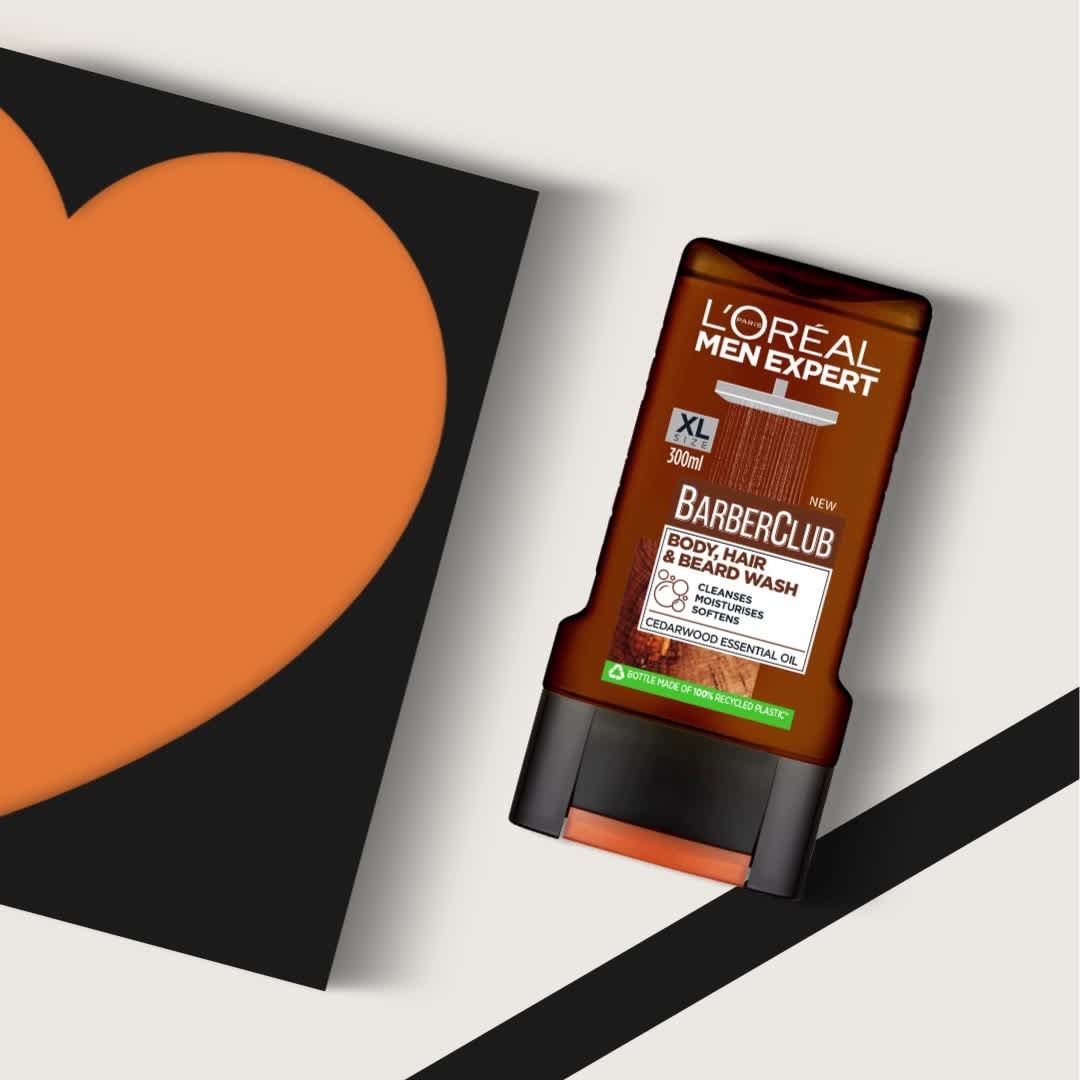 L'ORÉAL
PARIS
MEN EXPERT
XL
SIZE
300ml
NEW
BARBERCLUB
BODY, HAIR
& BEARD WASH
CLEANSES
MOISTURISES
SOFTENS
CEDARWOOD ESSENTIAL OIL
BOTTLE MADE OF 100% RECYCLED PLASTIC*